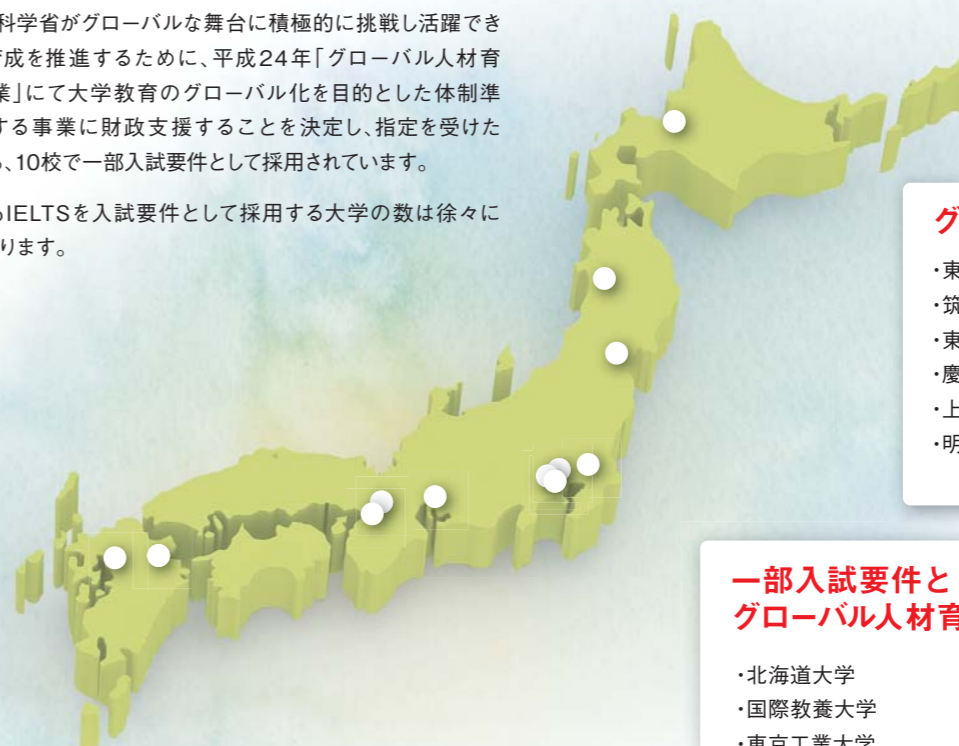 科学省がグローバルな舞台に積極的に挑戦し活躍でき
成を推進するために、平成24年「グローバル人材育
業」にて大学教育のグローバル化を目的とした体制準
する事業に財政支援することを決定し、指定を受けた
、10校で一部入試要件として採用されています。
IELTSを入試要件として採用する大学の数は徐々に
ります。
グ
・東
・筑
・東
・慶
・上
・明
一部入試要件と
グローバル人材育
・北海道大学
・国際教養大学
・東京工業大学